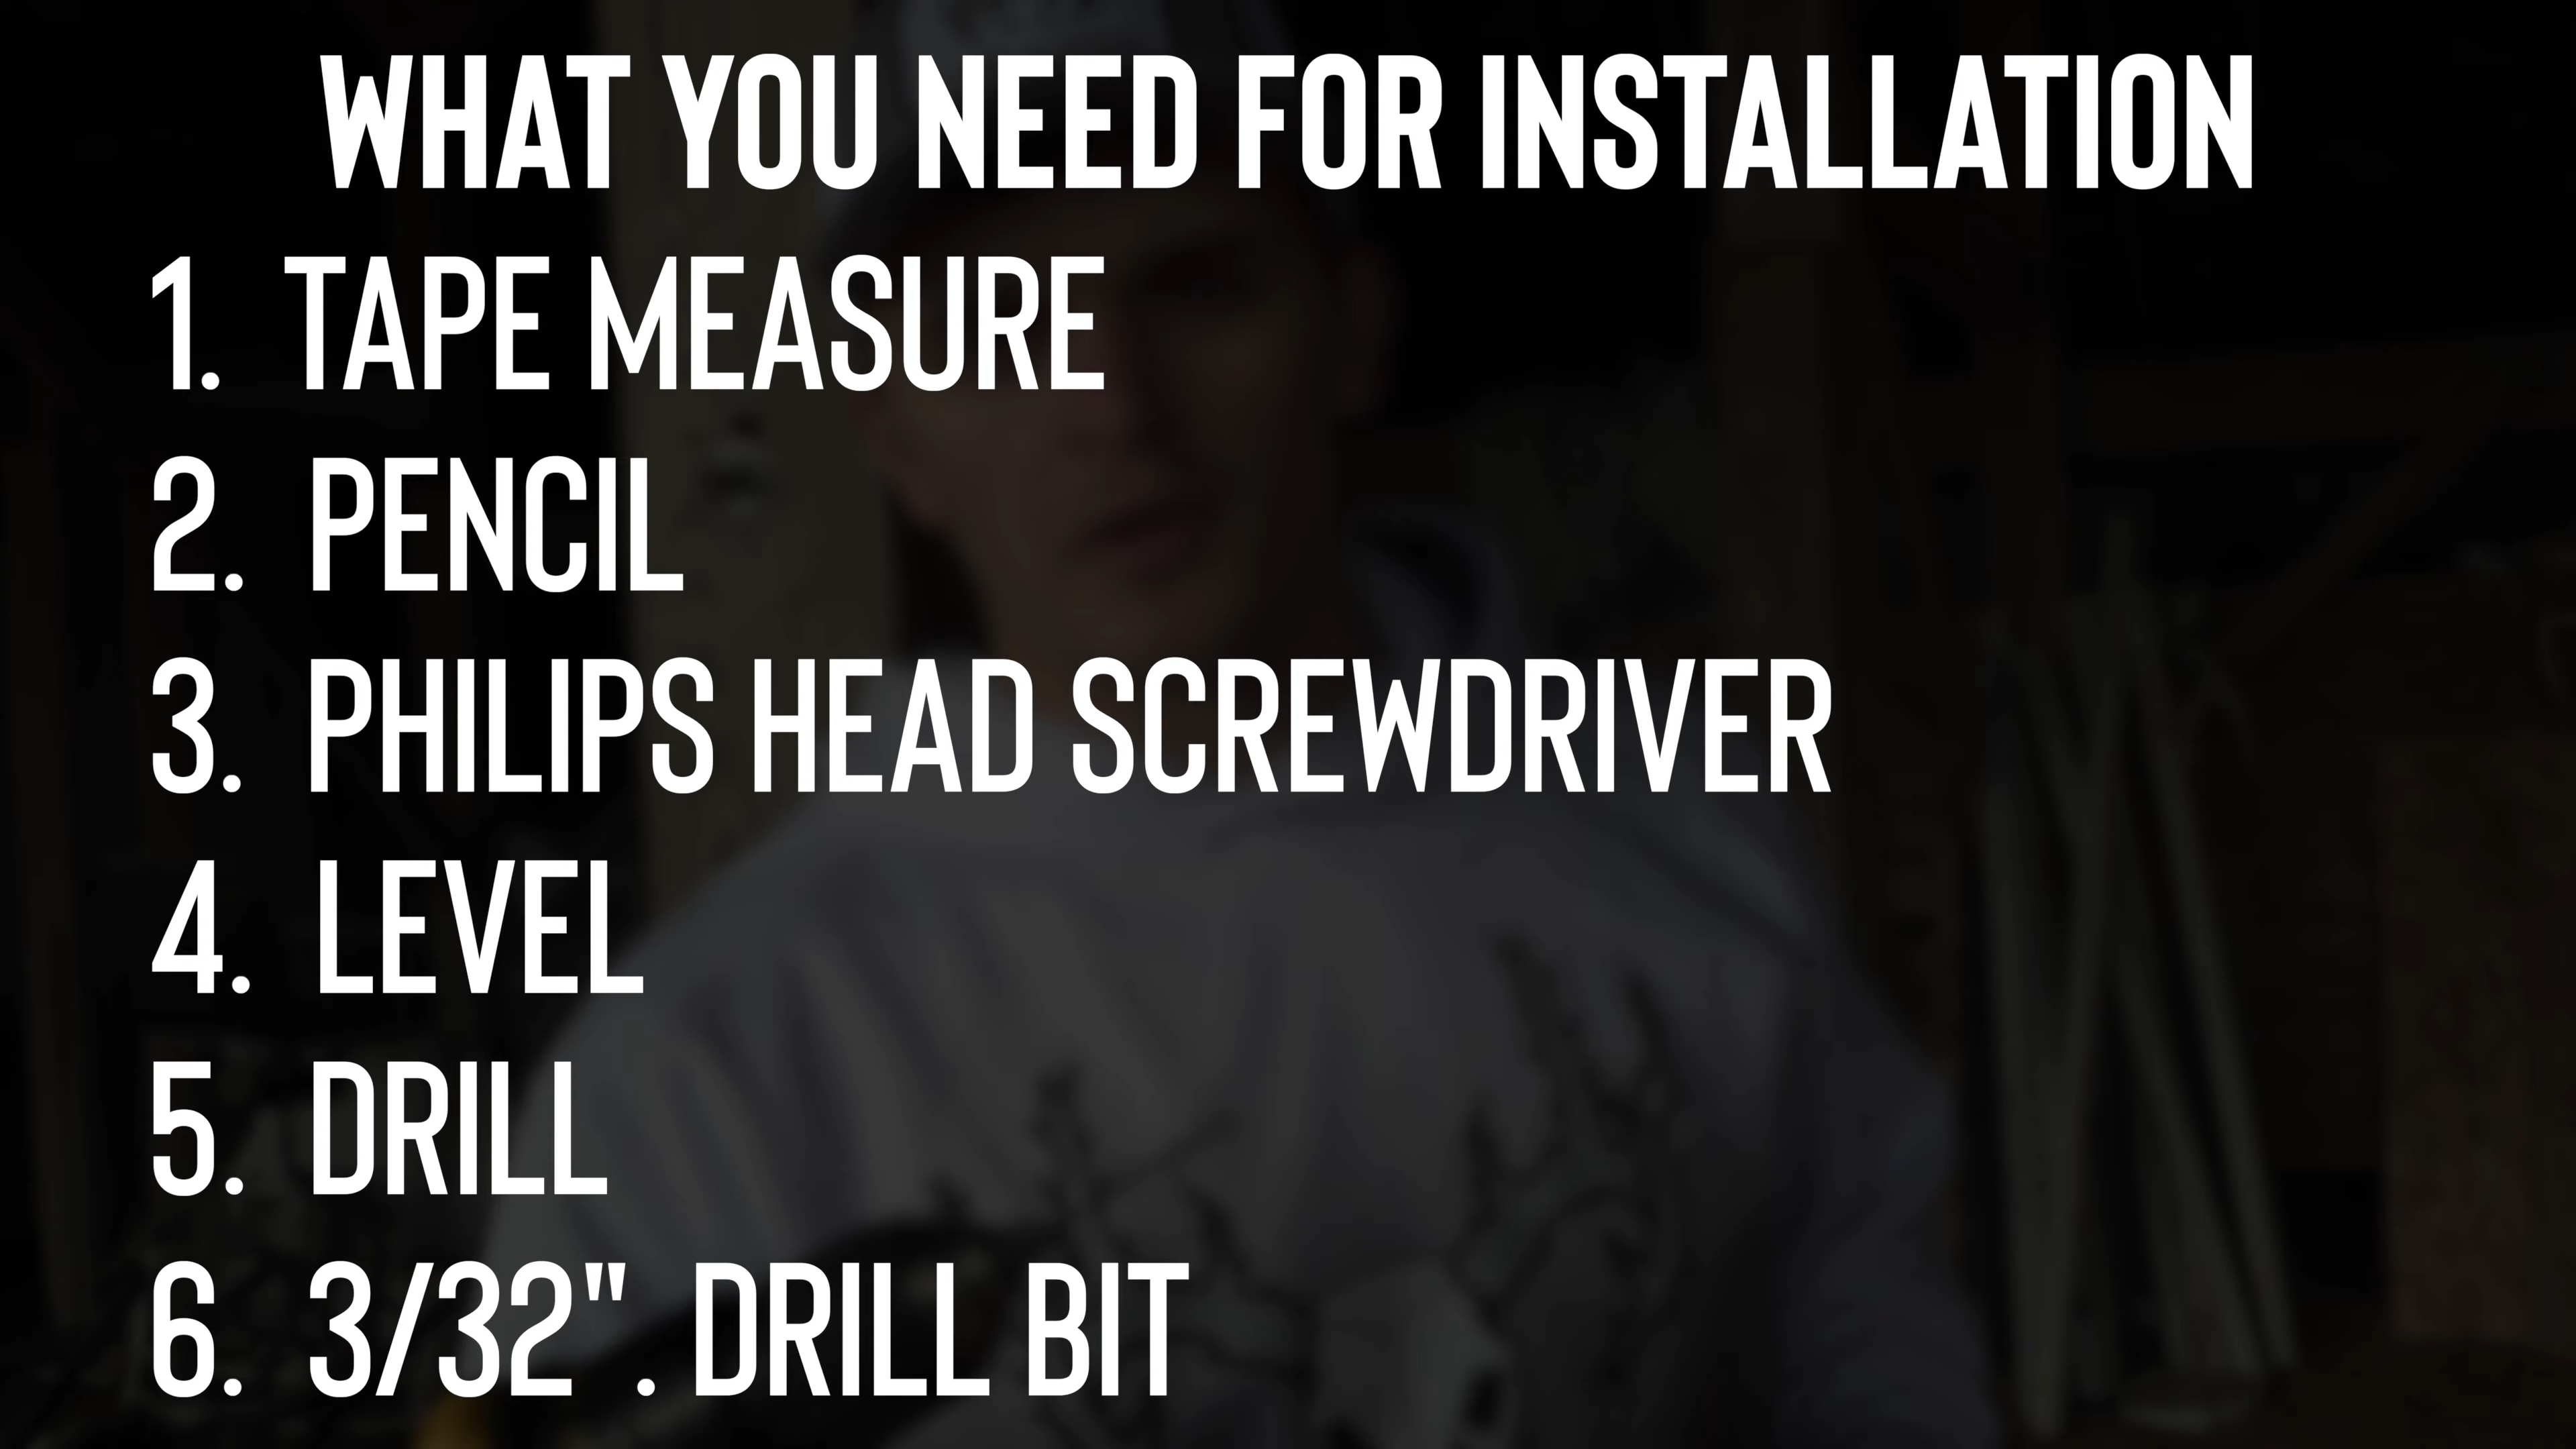 WHAT YOU NEED FOR INSTALLATION
1. TAPE MEASURE
2. PENCIL
3. PHILIPS HEAD SCREWDRIVER
4. LEVEL
5. DRILL
6. 3/32". DRILL BIT